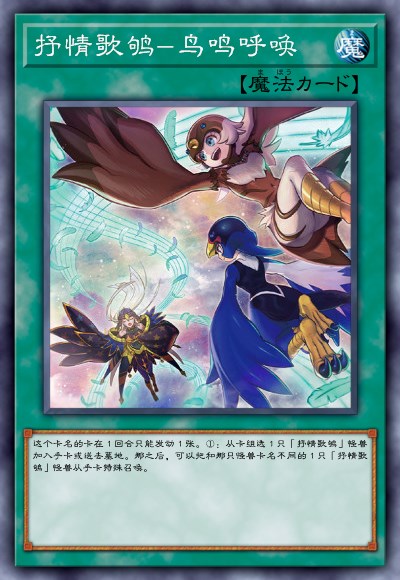 抒情歌鸲-鸟鸣呼唤
魔
【魔法カード】
这个卡名的卡在1回合只能发动1张。①：从卡组选1只「抒情歌鸲」怪兽
加入手卡或送去墓地。那之后，可以把和那只怪兽卡名不同的1只「抒情歌
鸲」怪兽从手卡特殊召唤。